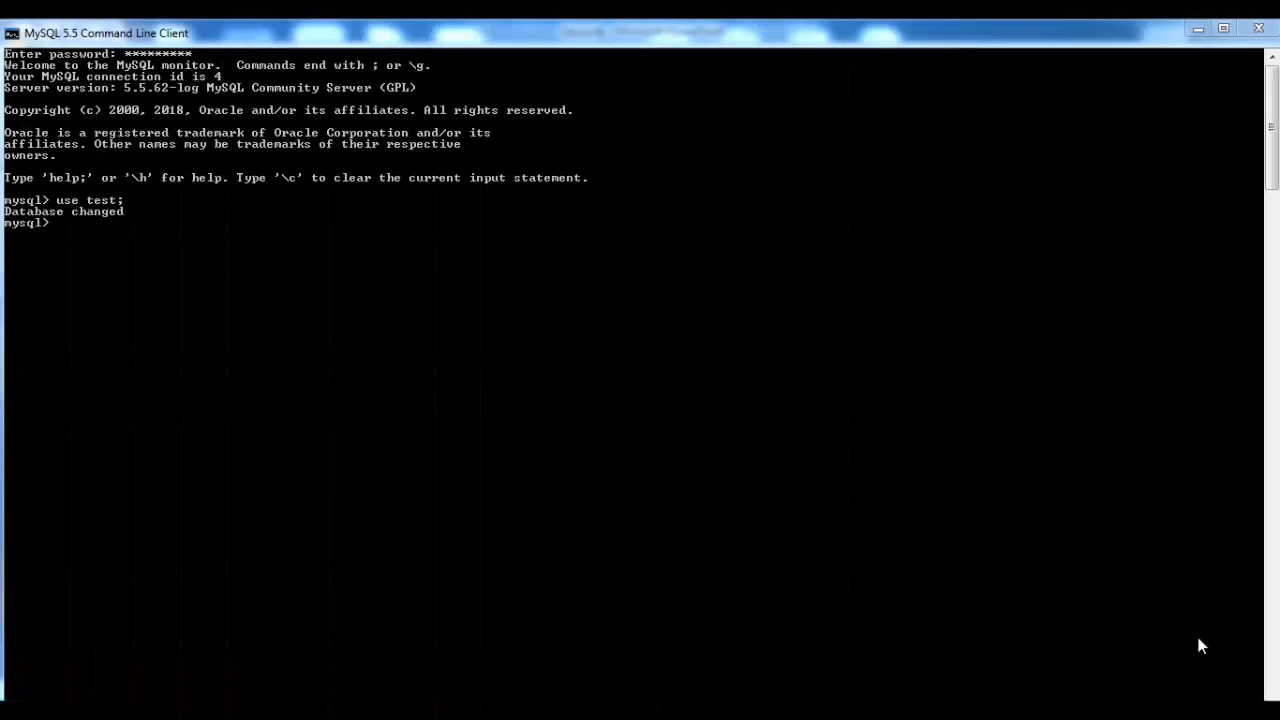 MySQL 5.5 Command Line Client
Enter password: *********
Welcome to the MySQL monitor.  Commands end with ; or \g.
Your MySQL connection id is 4
Server version: 5.5.62-log MySQL Community Server (GPL)
Copyright (c) 2000, 2018, Oracle and/or its affiliates. All rights reserved.
Oracle is a registered trademark of Oracle Corporation and/or its
affiliates. Other names may be trademarks of their respective
owners.
Type 'help;' or '\h' for help. Type '\c' to clear the current input statement.
mysql> use test;
Database changed
mysql>